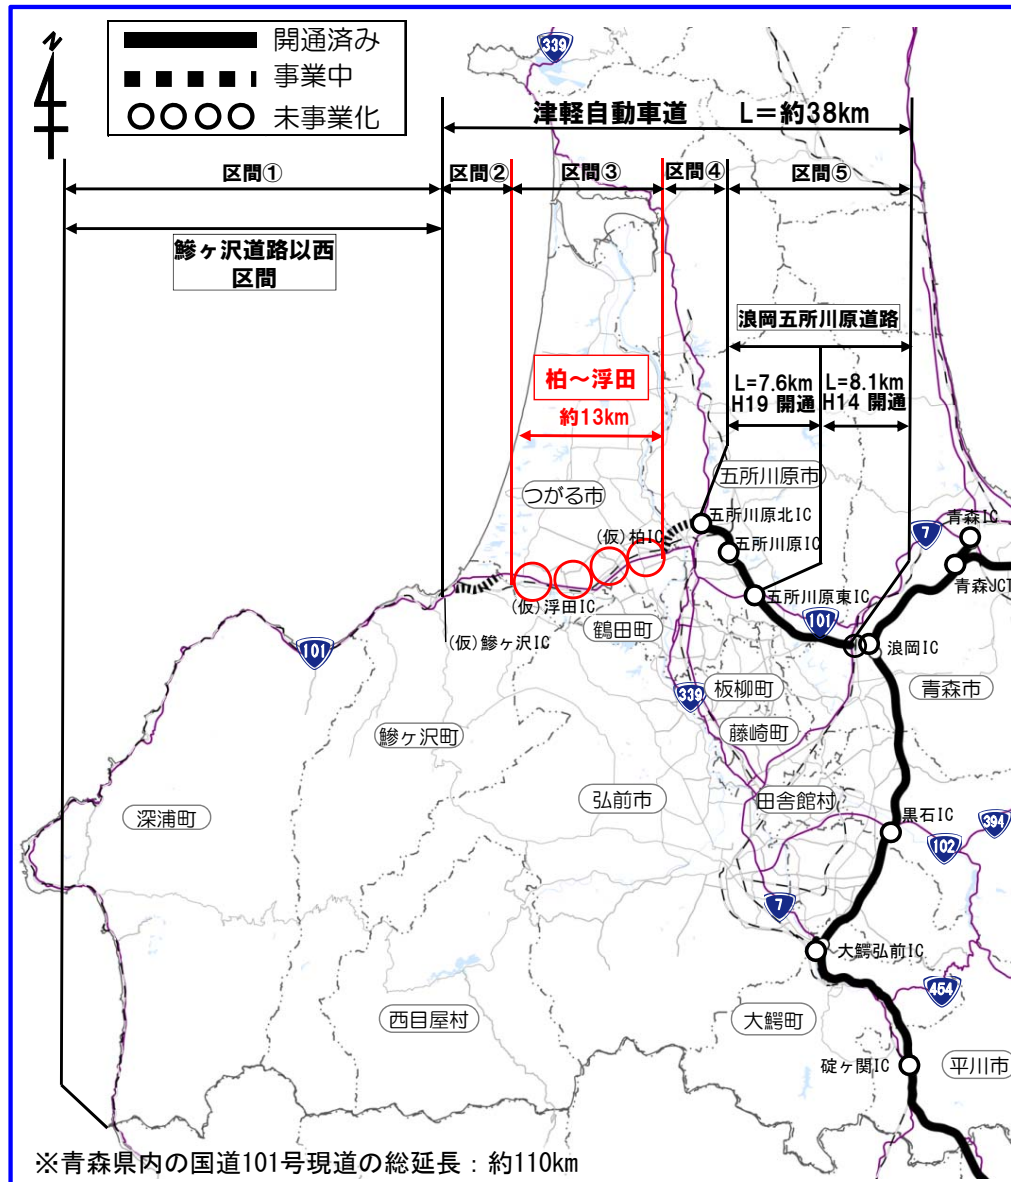 N
開通済み
事業中
未事業化
339
津軽自動車道 L=約38km
区間①
区間②
区間③
区間④
区間⑤
鰺ヶ沢道路以西
区間
浪岡五所川原道路
柏～浮田
約13km
L=7.6km
H19 開通
L=8.1km
H14 開通
五所川原市
つがる市
五所川原北IC
青森IC
7
(仮)柏IC
五所川原IC
青森JCT
(仮)浮田IC
五所川原東IC
101
鶴田町
(仮)鰺ヶ沢IC
101
浪岡IC
339
板柳町
青森市
鰺ヶ沢町
藤崎町
深浦町
弘前市
田舎館村
黒石IC
394
102
7
大鰐弘前IC
454
西目屋村
大鰐町
碇ヶ関IC
平川市
※青森県内の国道101号現道の総延長：約110km